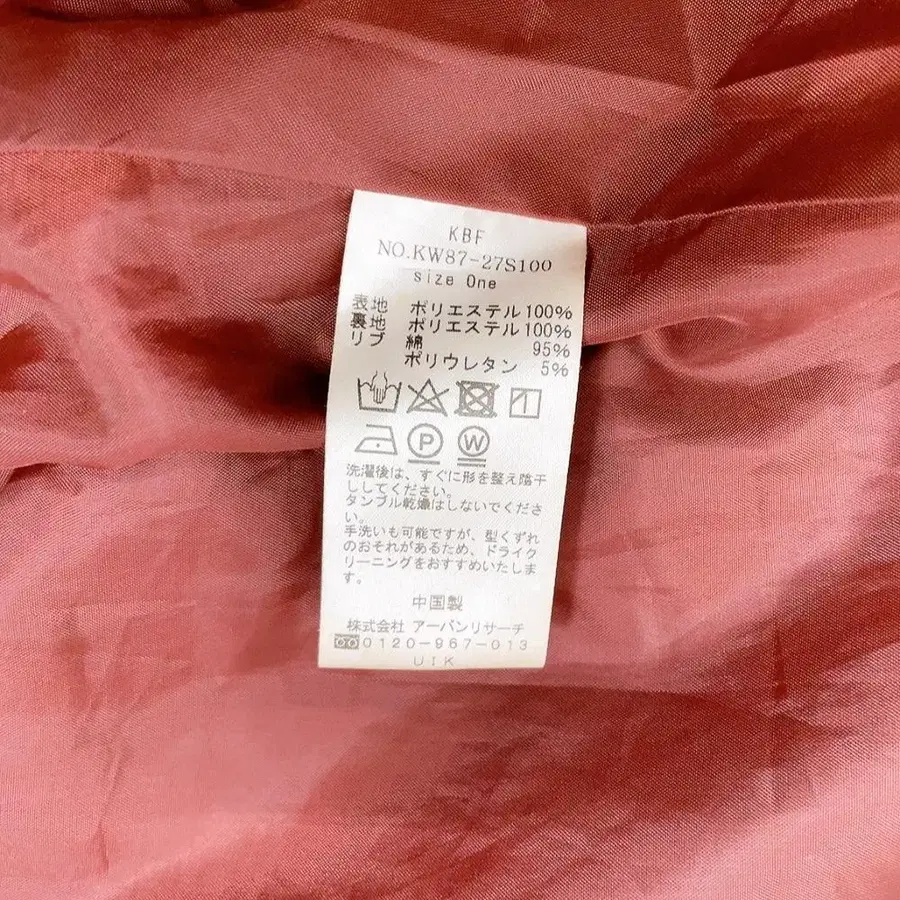 KBF
NO.KW87-27S100
size One
表地 ポリエステル100%
裏地 ポリエステル100%
リブ 綿 95%
ポリウレタン 5%
P W
洗濯後は、すぐに形を整え陰干
ししてください。
タンブル乾燥はしないでくださ
い。
手洗いも可能ですが、型くずれ
のおそれがあるため、ドライク
リーニングをおすすめいたしま
す。
中国製
株式会社 アーバンリサーチ
0120-967-013
UIK